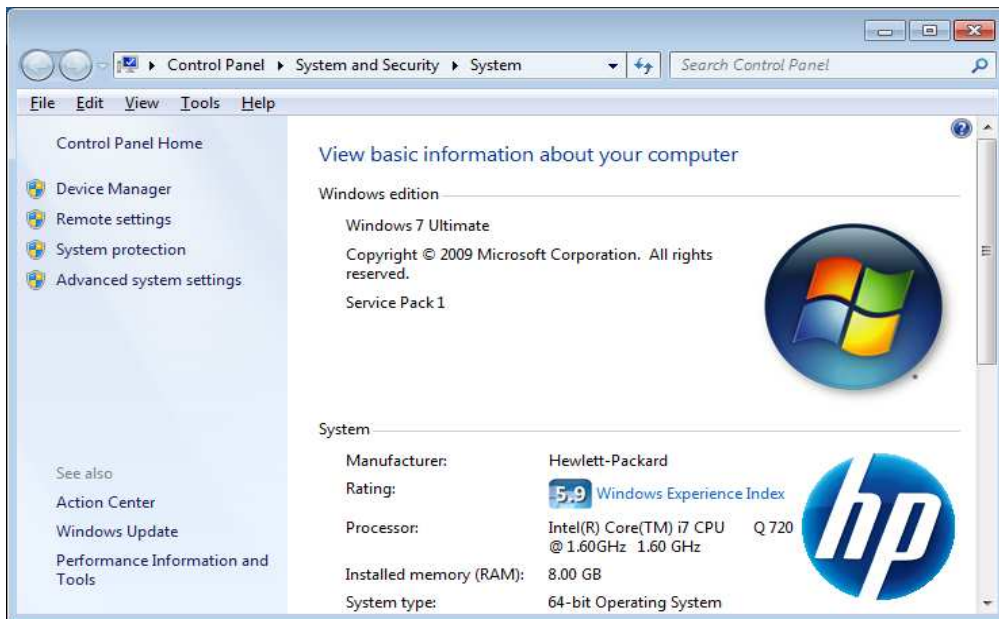 Control Panel ▸ System and Security ▸ System
Search Control Panel
File Edit View Tools Help
Control Panel Home
Device Manager
Remote settings
System protection
Advanced system settings
See also
Action Center
Windows Update
Performance Information and
Tools
View basic information about your computer
Windows edition
Windows 7 Ultimate
Copyright © 2009 Microsoft Corporation. All rights
reserved.
Service Pack 1
System
Manufacturer: Hewlett-Packard
Rating: 5.9 Windows Experience Index
Processor: Intel(R) Core(TM) i7 CPU Q 720
@ 1.60GHz 1.60 GHz
Installed memory (RAM): 8.00 GB
System type: 64-bit Operating System
hp